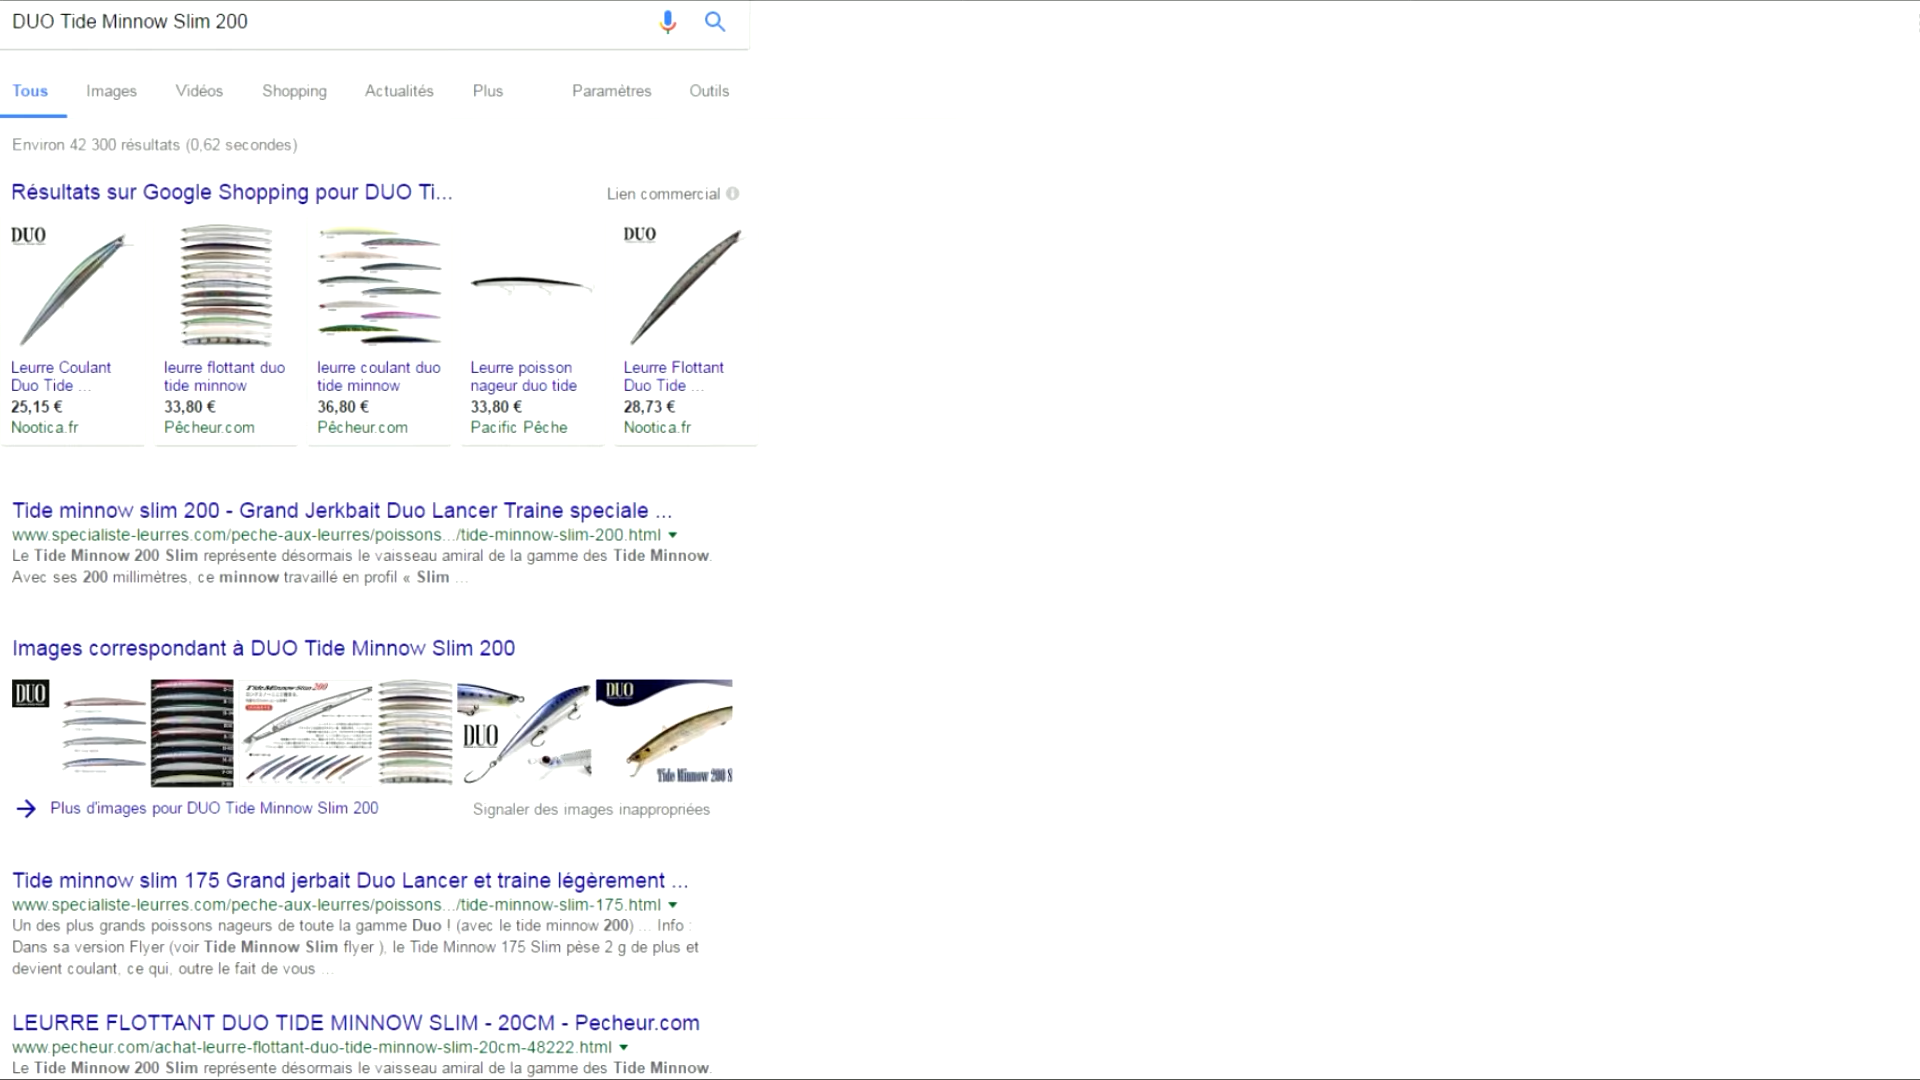 DUO Tide Minnow Slim 200
Tous Images Vidéos Shopping Actualités Plus Paramètres Outils
Environ 42 300 résultats (0,62 secondes)
Résultats sur Google Shopping pour DUO Ti...
Lien commercial
DUO
DUO
Leurre Coulant Duo Tide ...
25,15 €
Nootica.fr
leurre flottant duo tide minnow
33,80 €
Pêcheur.com
leurre coulant duo tide minnow
36,80 €
Pêcheur.com
Leurre poisson nageur duo tide
33,80 €
Pacific Pêche
Leurre Flottant Duo Tide ...
28,73 €
Nootica.fr
Tide minnow slim 200 - Grand Jerkbait Duo Lancer Traine speciale ...
www.specialiste-leurres.com/peche-aux-leurres/poissons.../tide-minnow-slim-200.html
Le Tide Minnow 200 Slim représente désormais le vaisseau amiral de la gamme des Tide Minnow.
Avec ses 200 millimètres, ce minnow travaillé en profil « Slim ...
Images correspondant à DUO Tide Minnow Slim 200
DUO
Tide Minnow Slim 200
DUO
DUO
Tide Minnow 200 S
Plus d'images pour DUO Tide Minnow Slim 200
Signaler des images inappropriées
Tide minnow slim 175 Grand jerbait Duo Lancer et traine légèrement ...
www.specialiste-leurres.com/peche-aux-leurres/poissons.../tide-minnow-slim-175.html
Un des plus grands poissons nageurs de toute la gamme Duo ! (avec le tide minnow 200) ... Info :
Dans sa version Flyer (voir Tide Minnow Slim flyer ), le Tide Minnow 175 Slim pèse 2 g de plus et
devient coulant, ce qui, outre le fait de vous ...
LEURRE FLOTTANT DUO TIDE MINNOW SLIM - 20CM - Pecheur.com
www.pecheur.com/achat-leurre-flottant-duo-tide-minnow-slim-20cm-48222.html
Le Tide Minnow 200 Slim représente désormais le vaisseau amiral de la gamme des Tide Minnow.